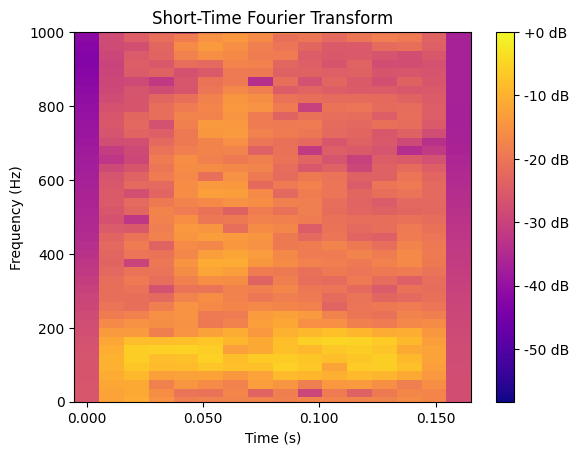 Short-Time Fourier Transform
1000
800
600
400
200
0
Frequency (Hz)
0.000
0.050
0.100
0.150
Time (s)
+0 dB
-10 dB
-20 dB
-30 dB
-40 dB
-50 dB